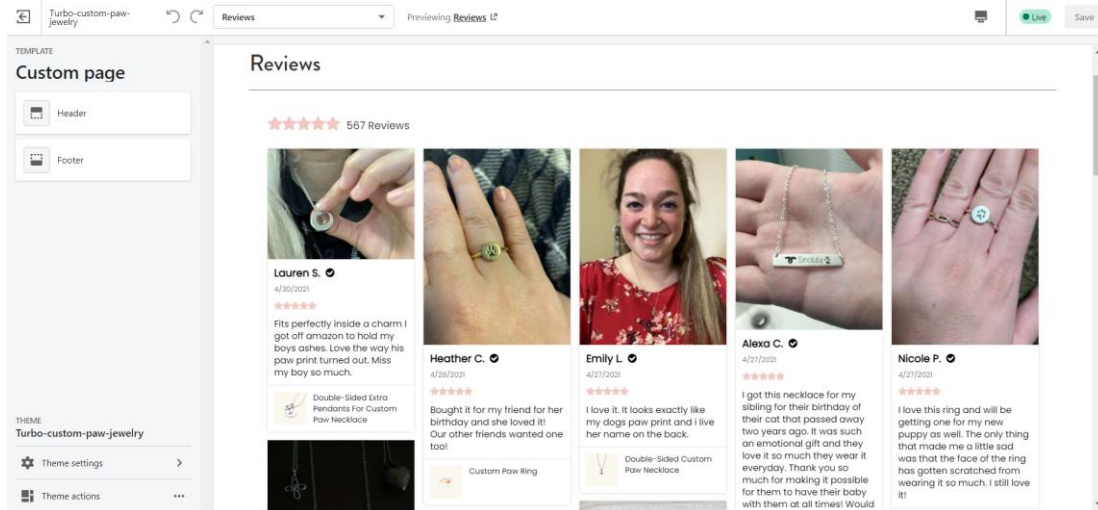 Turbo-custom-paw-
jewelry
Reviews
Previewing Reviews
Live
Save
TEMPLATE
Custom page
Header
Footer
THEME
Turbo-custom-paw-jewelry
Theme settings
Theme actions
Reviews
567 Reviews
Lauren S.
4/30/2021
Fits perfectly inside a charm I
got off amazon to hold my
boys ashes. Love the way his
paw print turned out. Miss
my boy so much.
Double-Sided Extra
Pendants For Custom
Paw Necklace
Heather C.
4/28/2021
Bought it for my friend for her
birthday and she loved it!
Our other friends wanted one
too!
Custom Paw Ring
Emily L.
4/27/2021
I love it. It looks exactly like
my dogs paw print and i live
her name on the back.
Double-Sided Custom
Paw Necklace
Smokey
Alexa C.
4/27/2021
I got this necklace for my
sibling for their birthday of
their cat that passed away
two years ago. It was such
an emotional gift and they
love it so much they wear it
everyday. Thank you so
much for making it possible
for them to have their baby
with them at all times! Would
Nicole P.
4/27/2021
I love this ring and will be
getting one for my new
puppy as well. The only thing
that made me a little sad
was that the face of the ring
has gotten scratched from
wearing it so much. I still love
it!